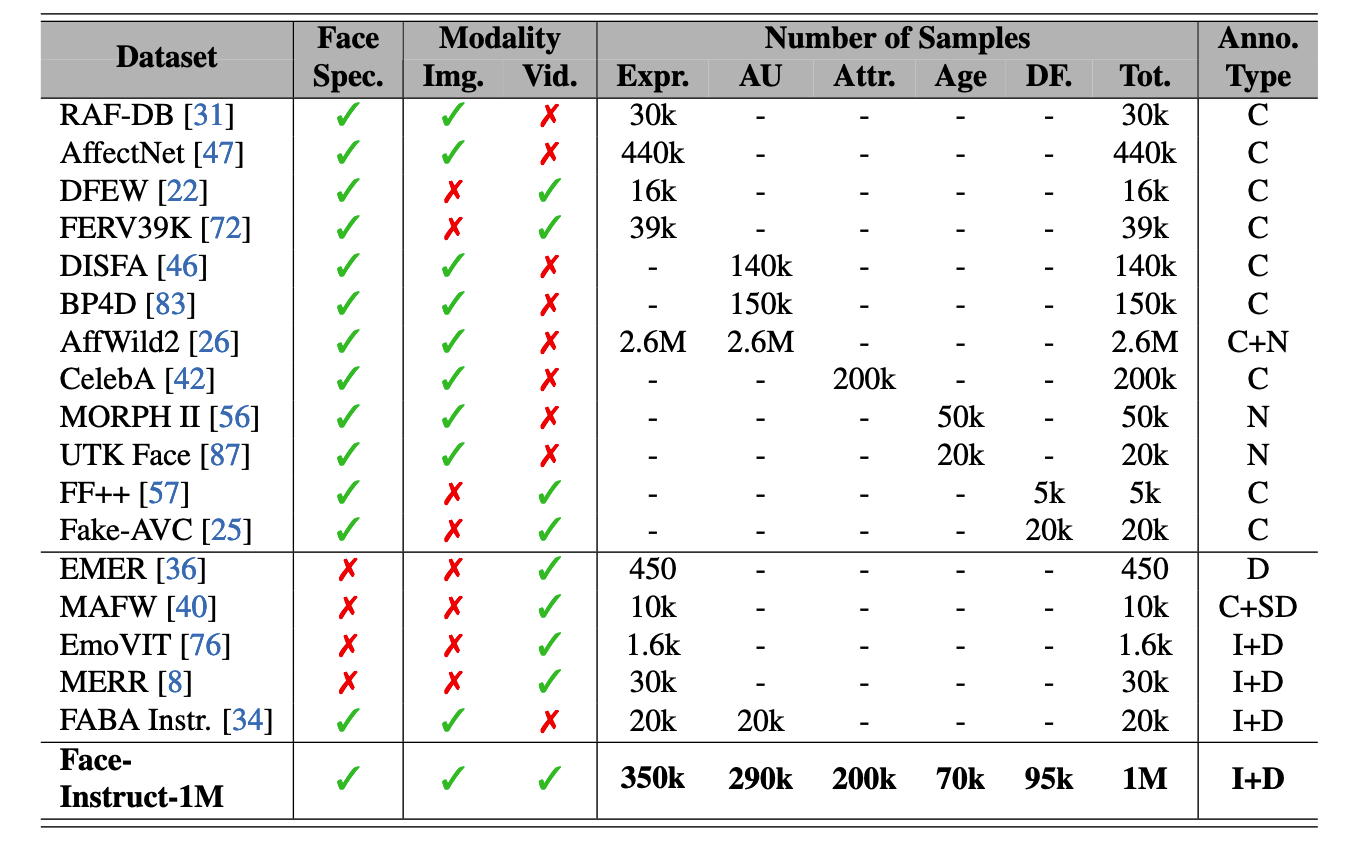 Dataset Face Spec. Modality Number of Samples Anno. Type
Img. Vid. Expr. AU Attr. Age DF. Tot.
RAF-DB [31] ✓ ✓ ✗ 30k - - - - 30k C
AffectNet [47] ✓ ✓ ✗ 440k - - - - 440k C
DFEW [22] ✓ ✗ ✓ 16k - - - - 16k C
FERV39K [72] ✓ ✗ ✓ 39k - - - - 39k C
DISFA [46] ✓ ✓ ✗ - 140k - - - 140k C
BP4D [83] ✓ ✓ ✗ - 150k - - - 150k C
AffWild2 [26] ✓ ✓ ✗ 2.6M 2.6M - - - 2.6M C+N
CelebA [42] ✓ ✓ ✗ - - 200k - - 200k C
MORPH II [56] ✓ ✓ ✗ - - - 50k - 50k N
UTK Face [87] ✓ ✓ ✗ - - - 20k - 20k N
FF++ [57] ✓ ✗ ✓ - - - - 5k 5k C
Fake-AVC [25] ✓ ✗ ✓ - - - - 20k 20k C
EMER [36] ✗ ✗ ✓ 450 - - - - 450 D
MAFW [40] ✗ ✗ ✓ 10k - - - - 10k C+SD
EmoVIT [76] ✗ ✗ ✓ 1.6k - - - - 1.6k I+D
MERR [8] ✗ ✗ ✓ 30k - - - - 30k I+D
FABA Instr. [34] ✓ ✓ ✗ 20k 20k - - - 20k I+D
Face-
Instruct-1M ✓ ✓ ✓ 350k 290k 200k 70k 95k 1M I+D